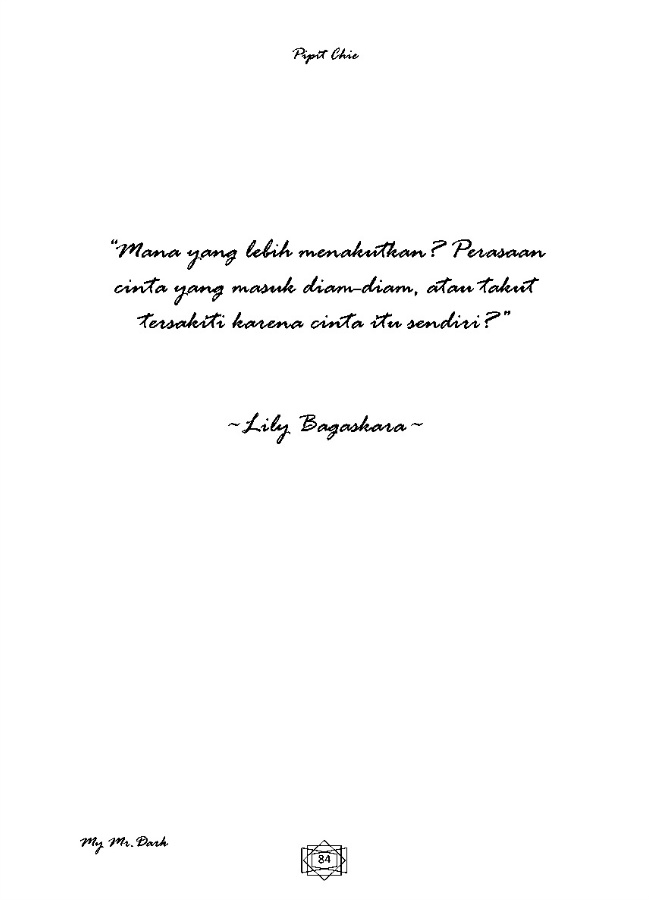 Pipit Chie
“Mana yang lebih menakutkan? Perasaan
cinta yang masuk diam-diam, atau takut
tersakiti karena cinta itu sendiri?”
~Lily Bagaskara~
My Mr. Dark
84